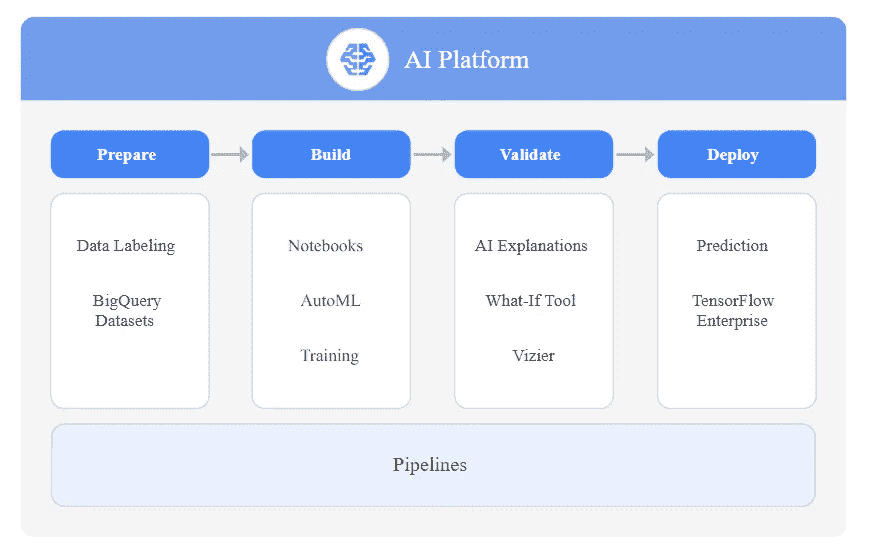 AI Platform
Prepare
Build
Validate
Deploy
Data Labeling
BigQuery
Datasets
Notebooks
AutoML
Training
AI Explanations
What-If Tool
Vizier
Prediction
TensorFlow
Enterprise
Pipelines